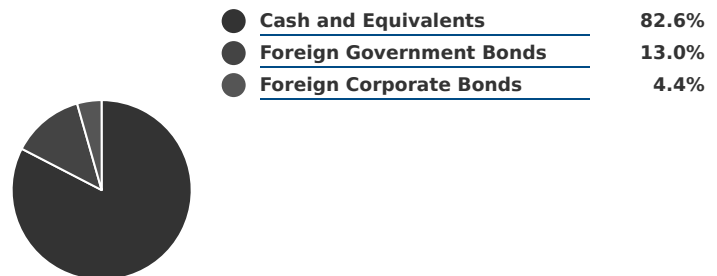 Cash and Equivalents 82.6%
Foreign Government Bonds 13.0%
Foreign Corporate Bonds 4.4%